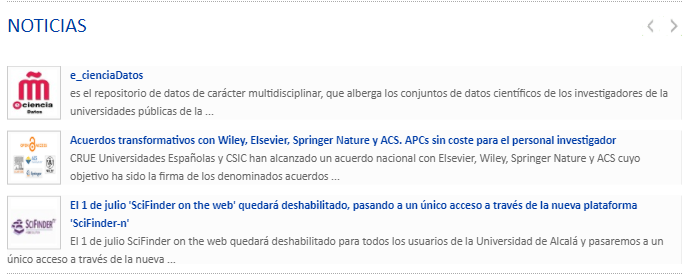 NOTICIAS
e_cienciaDatos
es el repositorio de datos de carácter multidisciplinar, que alberga los conjuntos de datos científicos de los investigadores de la
universidades públicas de la ...
ciencia
Datos
Acuerdos transformativos con Wiley, Elsevier, Springer Nature y ACS. APCs sin coste para el personal investigador
CRUE Universidades Españolas y CSIC han alcanzado un acuerdo nacional con Elsevier, Wiley, Springer Nature y ACS cuyo
objetivo ha sido la firma de los denominados acuerdos ...
El 1 de julio 'SciFinder on the web' quedará deshabilitado, pasando a un único acceso a través de la nueva plataforma
'SciFinder-n'
SCIFINDER
El 1 de julio SciFinder on the web quedará deshabilitado para todos los usuarios de la Universidad de Alcalá y pasaremos a un
único acceso a través de la nueva ...